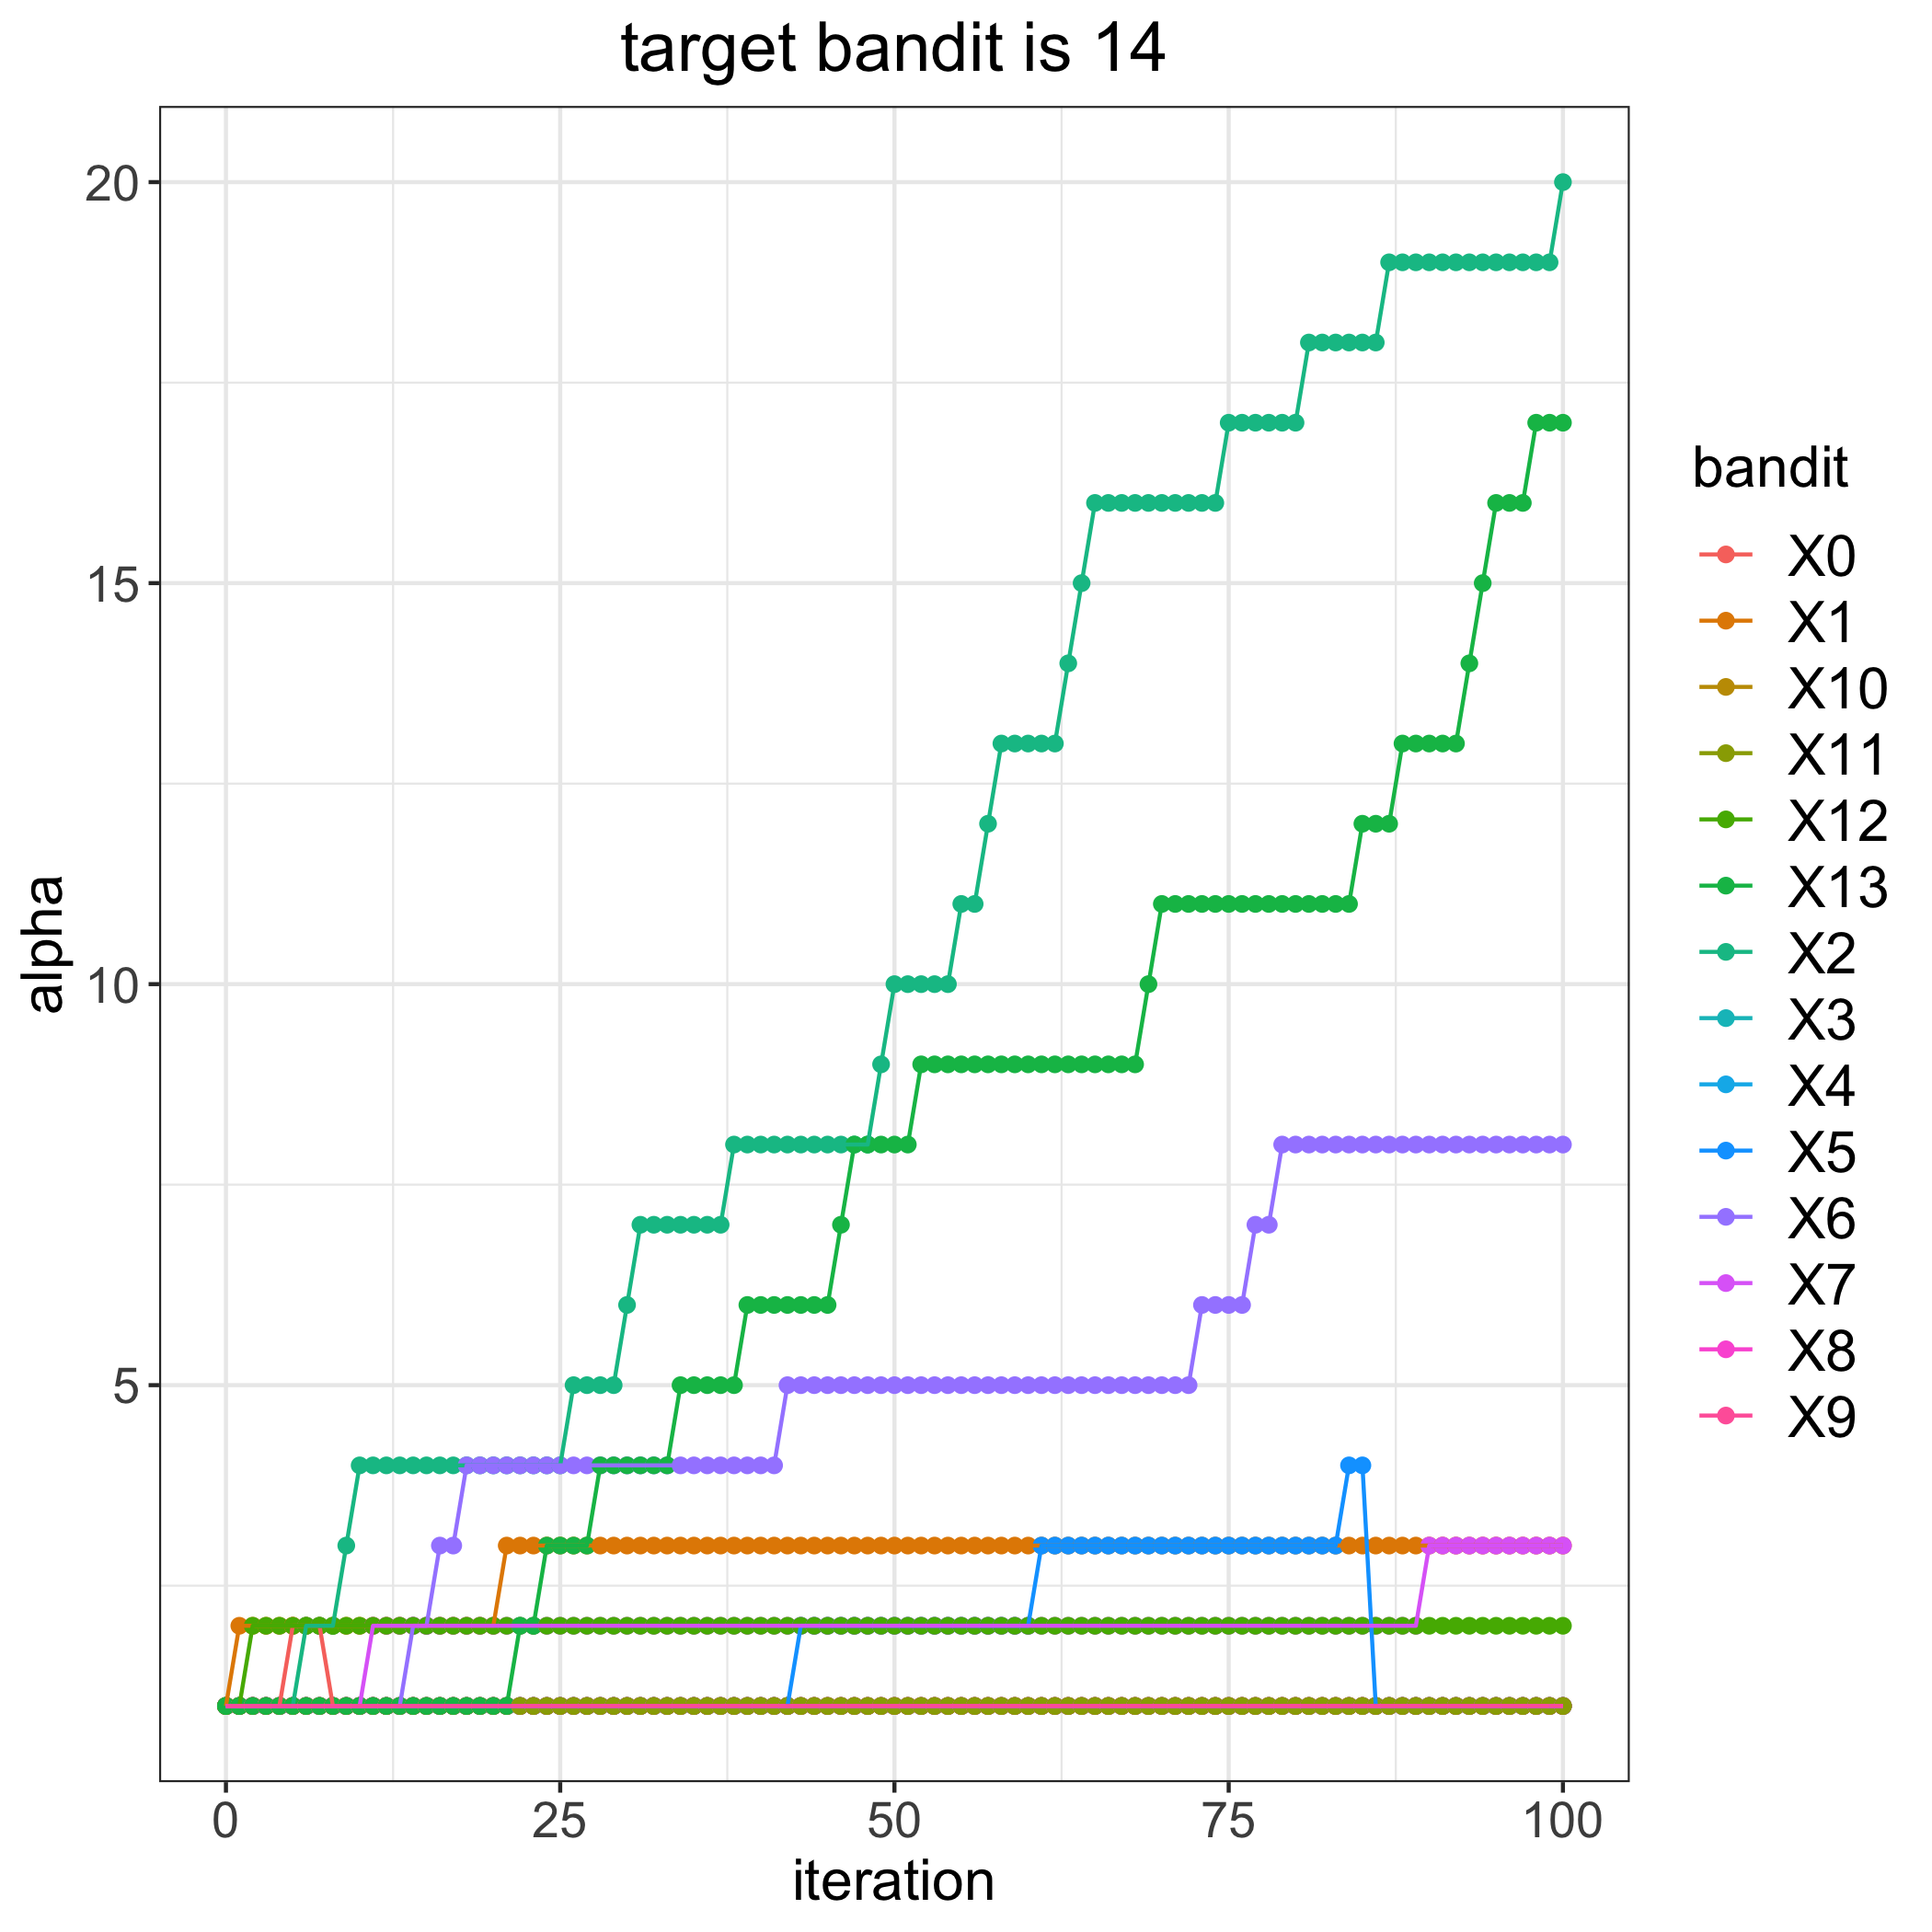 target bandit is 14
20
15
10
5
alpha
0 25 50 75 100
iteration
bandit
X0
X1
X10
X11
X12
X13
X2
X3
X4
X5
X6
X7
X8
X9